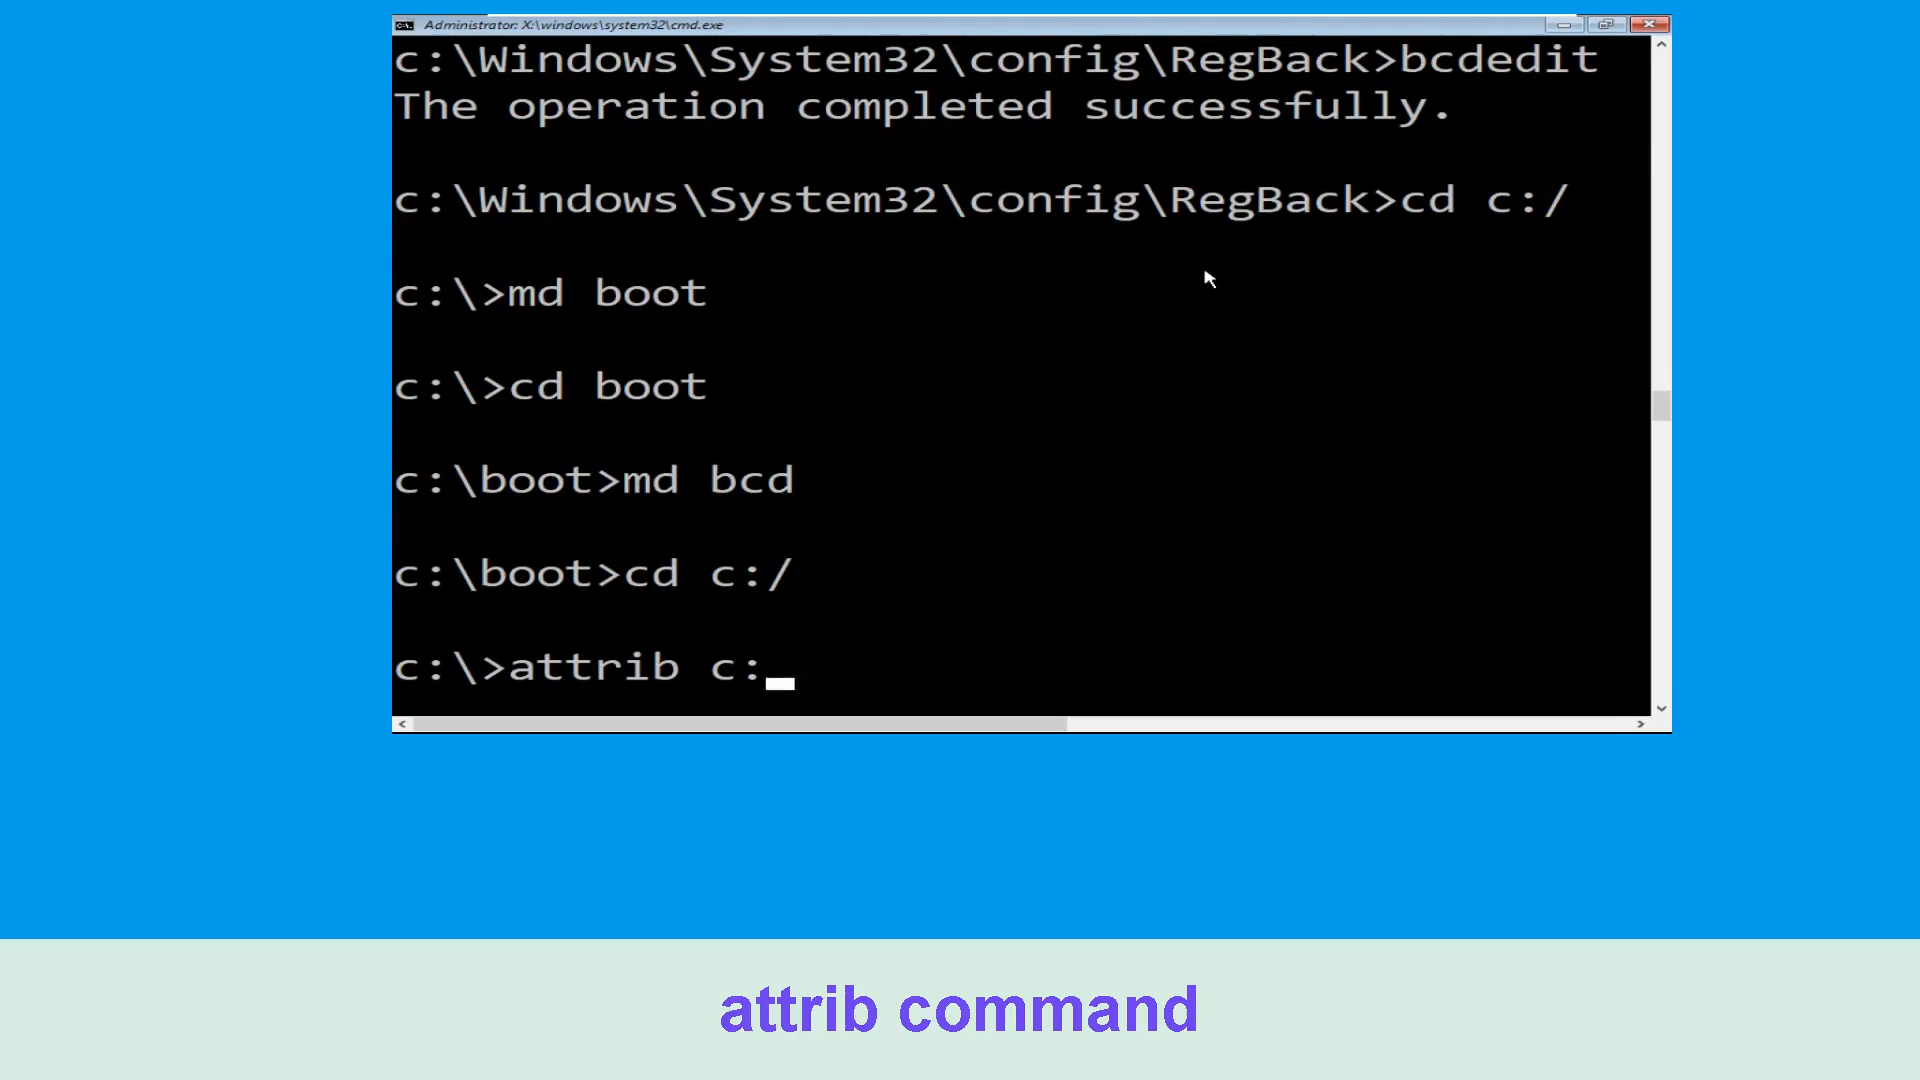 Administrator: X:\windows\system32\cmd.exe
c:\Windows\System32\config\RegBack>bcdedit
The operation completed successfully.
c:\Windows\System32\config\RegBack>cd c:/
c:\>md boot
c:\>cd boot
c:\boot>md bcd
c:\boot>cd c:/
c:\>attrib c:
attrib command